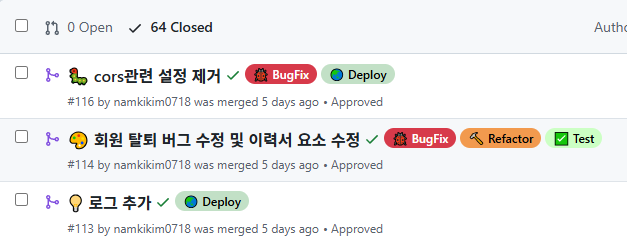 0 Open 64 Closed Autho
cors관련 설정 제거 BugFix Deploy
#116 by namkikim0718 was merged 5 days ago • Approved
회원 탈퇴 버그 수정 및 이력서 요소 수정 BugFix Refactor Test
#114 by namkikim0718 was merged 5 days ago • Approved
로그 추가 Deploy
#113 by namkikim0718 was merged 5 days ago • Approved